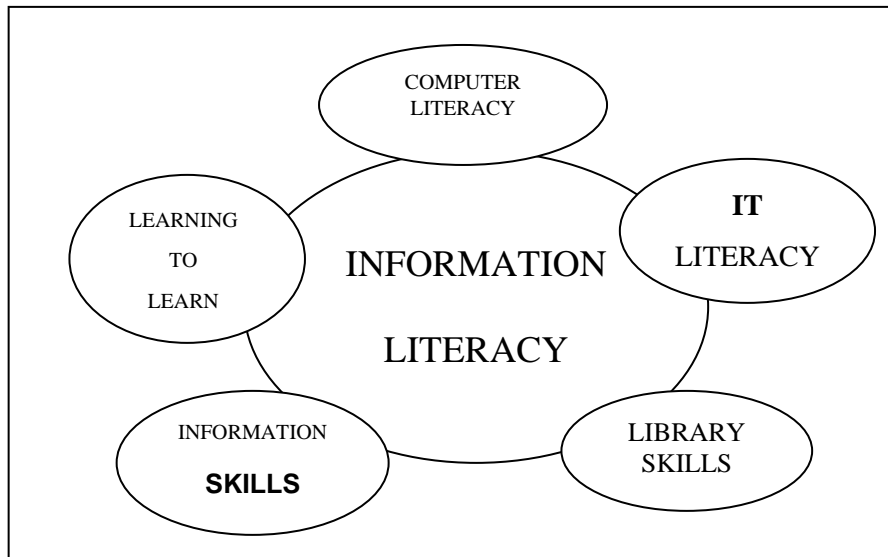 COMPUTER
LITERACY
IT
LITERACY
LEARNING
TO
LEARN
INFORMATION
LITERACY
INFORMATION
SKILLS
LIBRARY
SKILLS